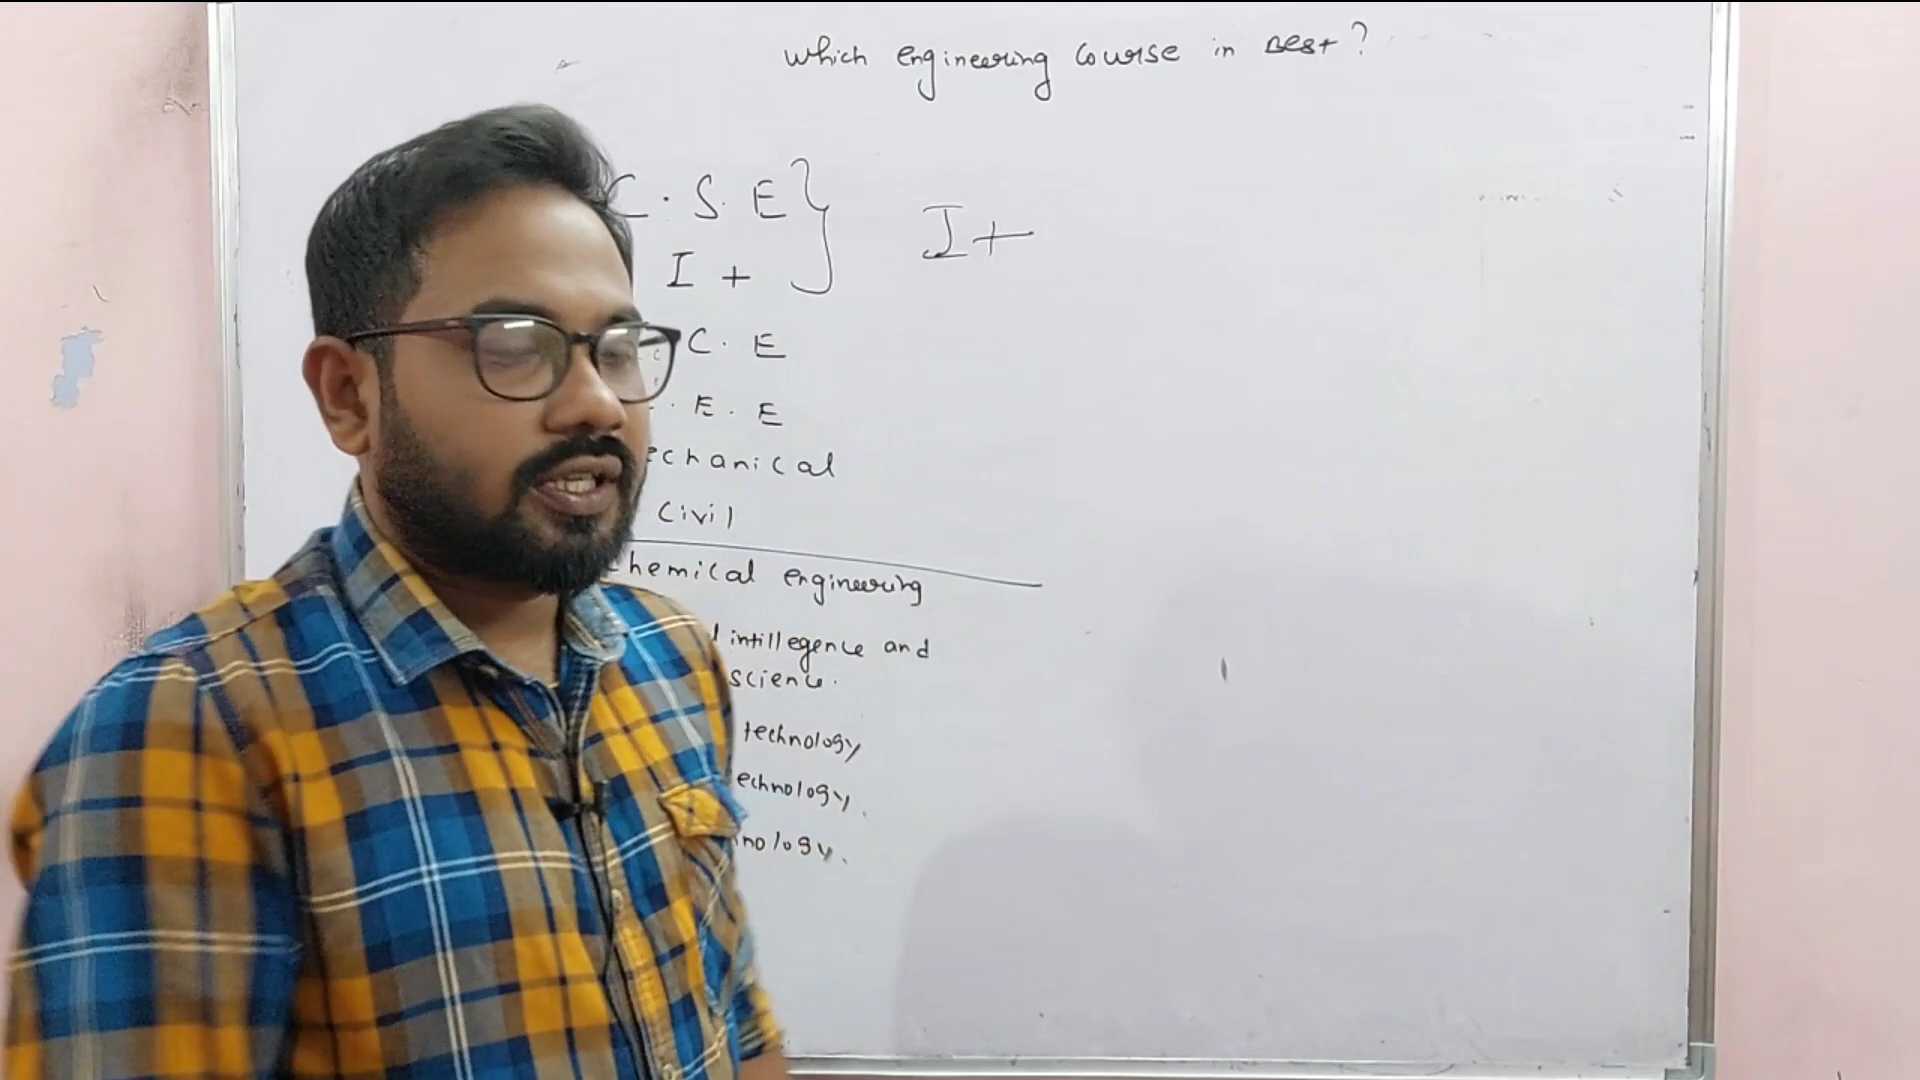 Which engineering course in Best?
C.S.E
I+
I+
C.E
E.E
echanical
Civil
hemical engineering
intillegence and
science.
technology
echnology.
nology.